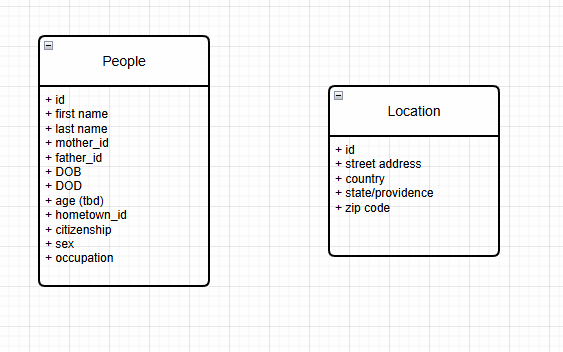 People
+ id
+ first name
+ last name
+ mother_id
+ father_id
+ DOB
+ DOD
+ age (tbd)
+ hometown_id
+ citizenship
+ sex
+ occupation
Location
+ id
+ street address
+ country
+ state/providence
+ zip code